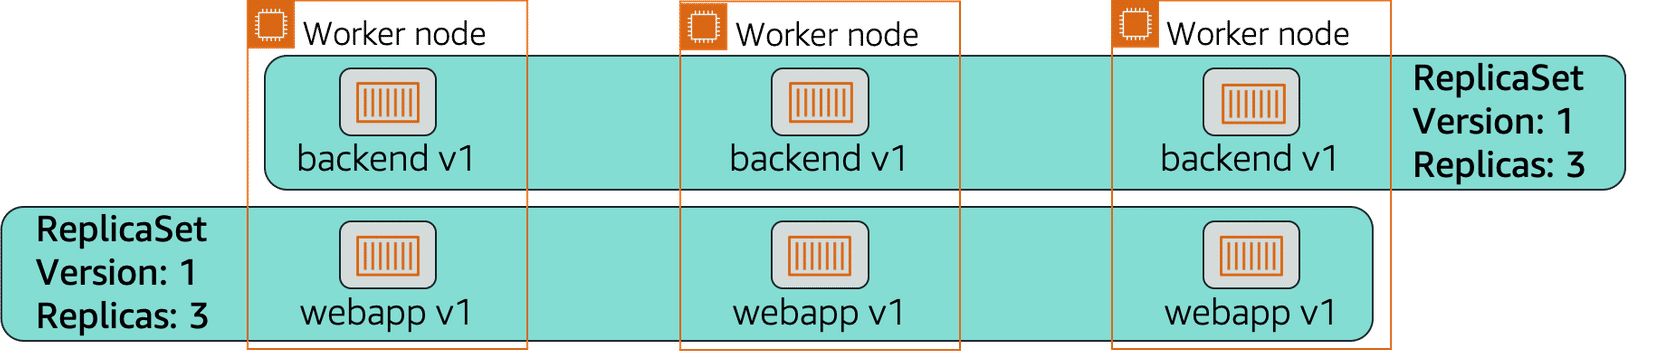 Worker node
Worker node
Worker node
backend v1
backend v1
backend v1
ReplicaSet
Version: 1
Replicas: 3
ReplicaSet
Version: 1
Replicas: 3
webapp v1
webapp v1
webapp v1